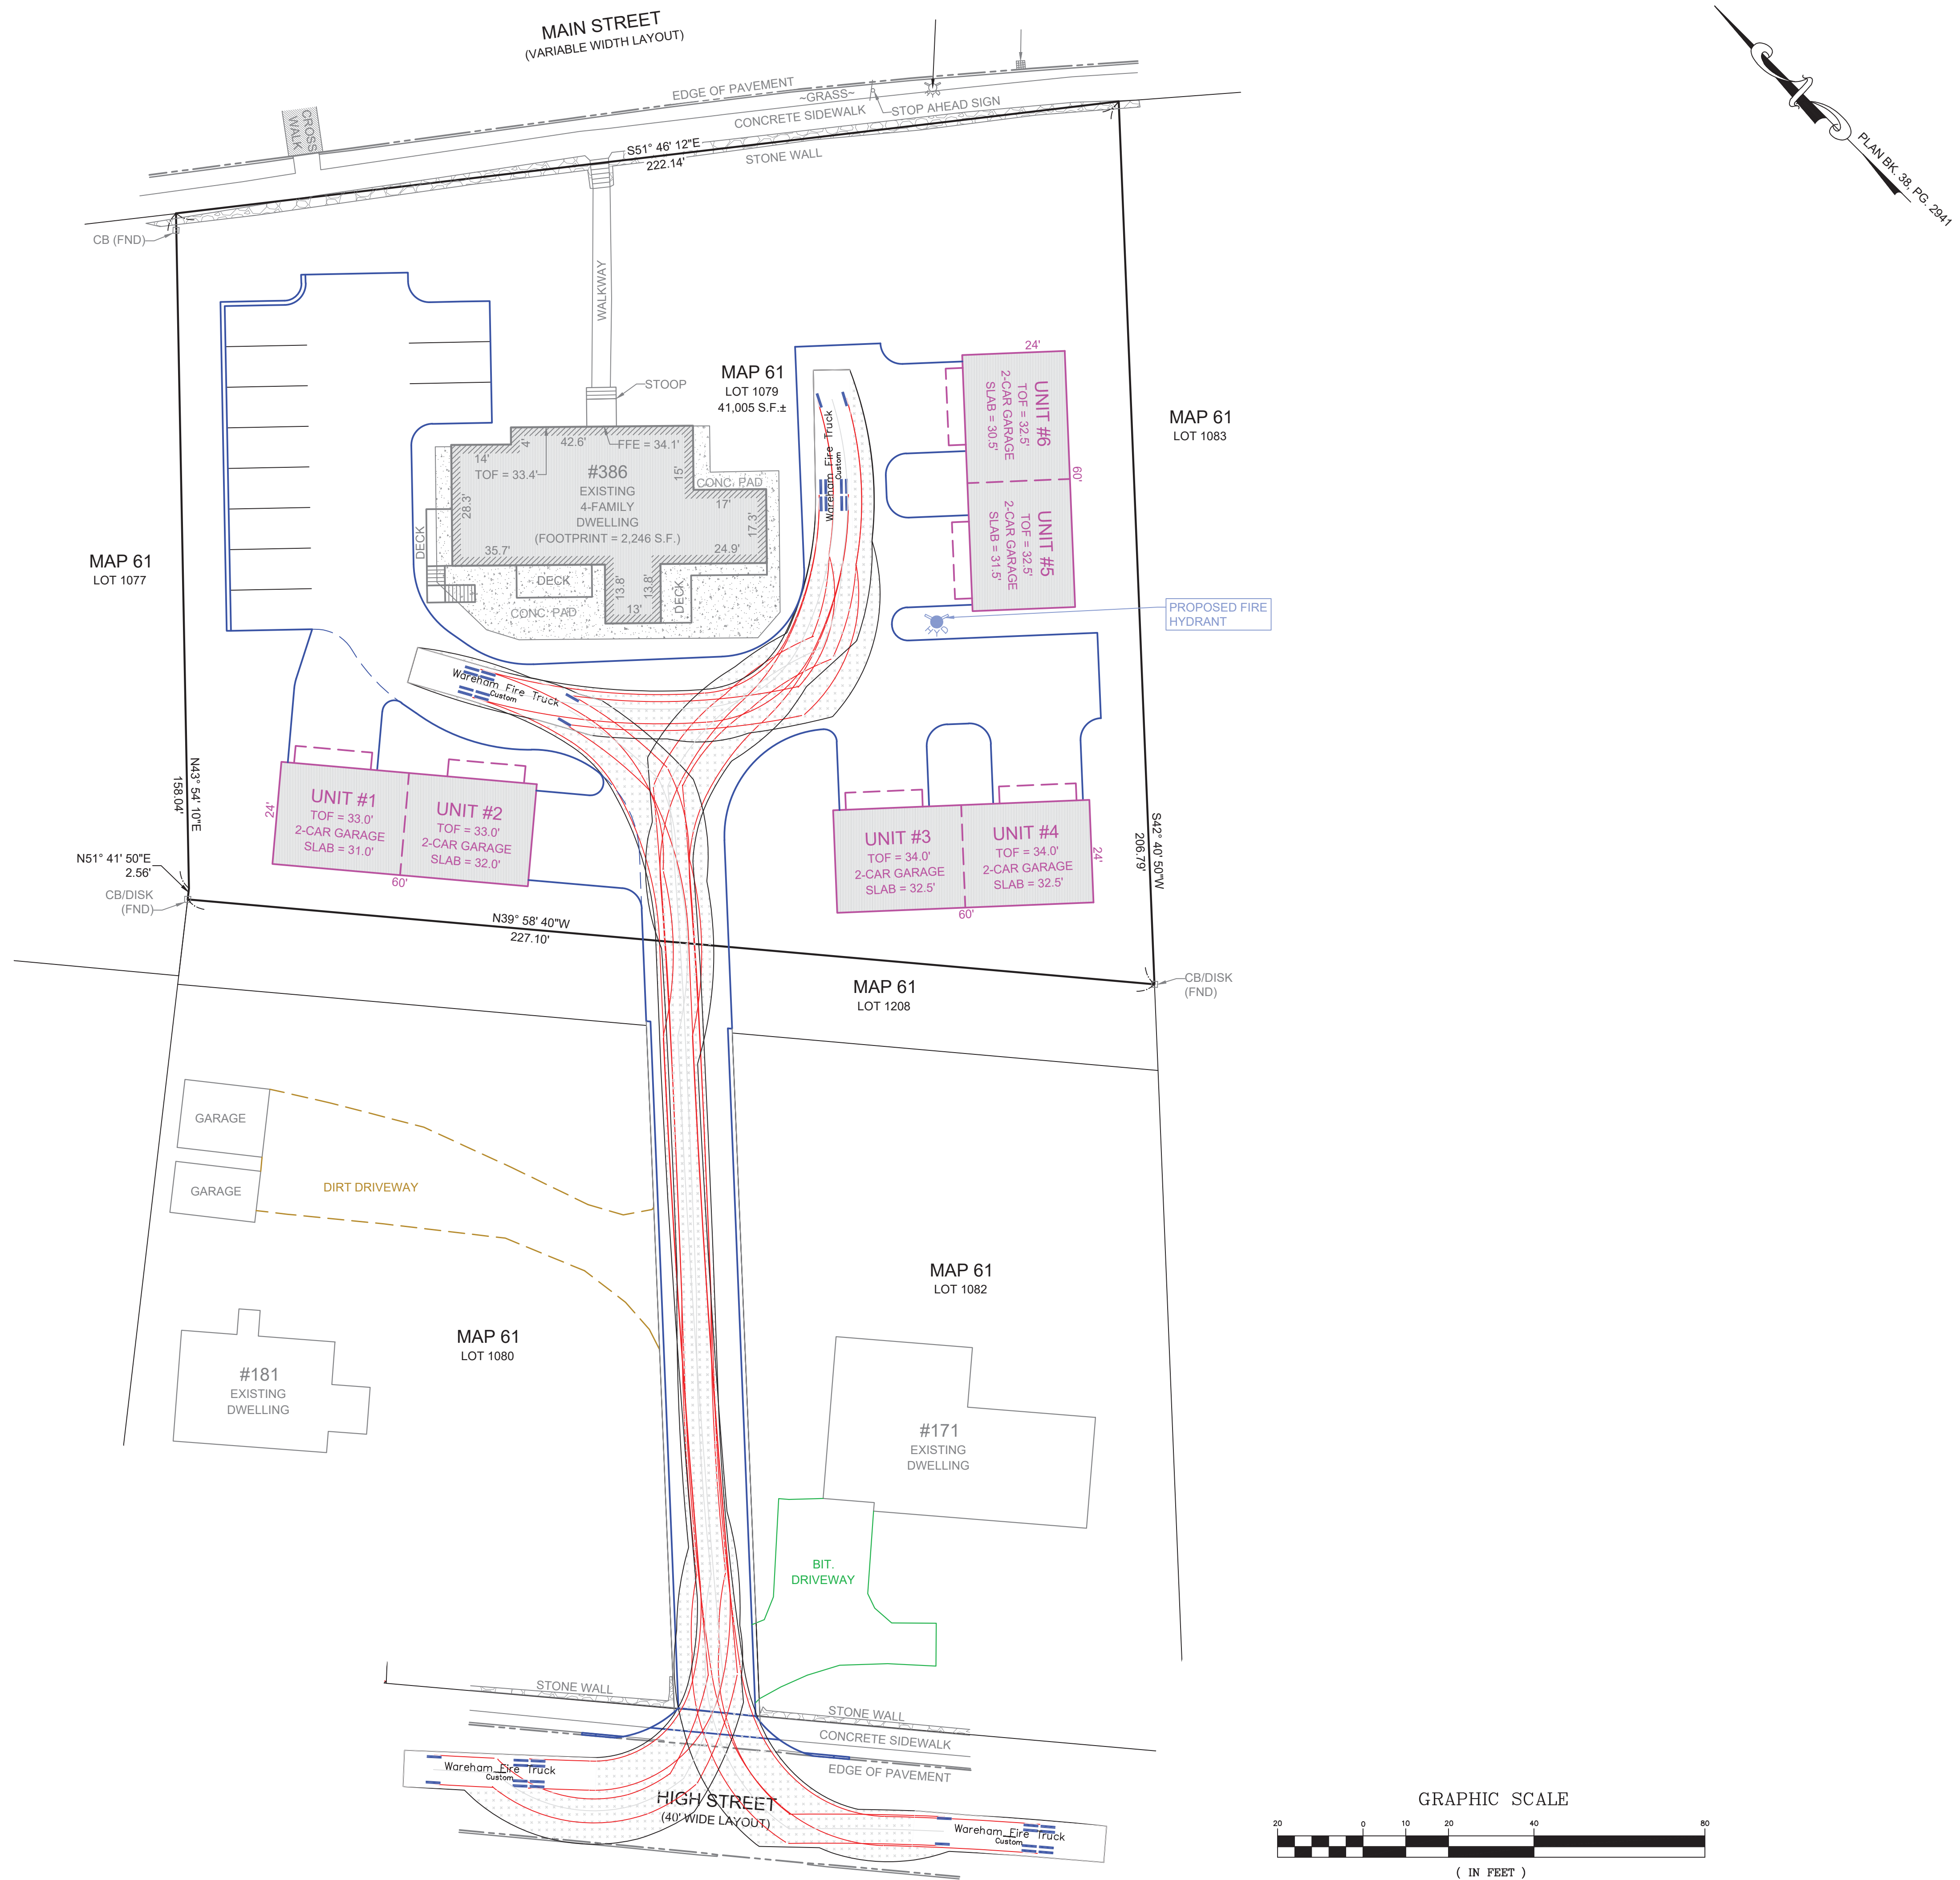 MAIN STREET
(VARIABLE WIDTH LAYOUT)
PLAN BK. 38, PG. 2941
CROSS
WALK
EDGE OF PAVEMENT
~GRASS~
CONCRETE SIDEWALK
STOP AHEAD SIGN
S51° 46' 12"E
222.14'
STONE WALL
CB (FND)
WALKWAY
STOOP
MAP 61
LOT 1079
41,005 S.F.±
MAP 61
LOT 1083
MAP 61
LOT 1077
42.6'
4'
14'
FFE = 34.1'
TOF = 33.4'
#386
EXISTING
4-FAMILY
DWELLING
(FOOTPRINT = 2,246 S.F.)
15'
CONC. PAD
17'
17.3'
28.3'
35.7'
24.9'
DECK
DECK
13.8'
13.8'
DECK
13'
CONC. PAD
Wareham Fire Truck
Custom
24'
UNIT #6
TOF = 32.5'
2-CAR GARAGE
SLAB = 30.5'
60'
UNIT #5
TOF = 32.5'
2-CAR GARAGE
SLAB = 31.5'
PROPOSED FIRE
HYDRANT
Wareham Fire Truck
Custom
N43° 54' 10"E
158.04'
24'
UNIT #1
TOF = 33.0'
2-CAR GARAGE
SLAB = 31.0'
UNIT #2
TOF = 33.0'
2-CAR GARAGE
SLAB = 32.0'
60'
UNIT #3
TOF = 34.0'
2-CAR GARAGE
SLAB = 32.5'
UNIT #4
TOF = 34.0'
2-CAR GARAGE
SLAB = 32.5'
24'
60'
S42° 40' 50"W
206.79'
N51° 41' 50"E
2.56'
CB/DISK
(FND)
N39° 58' 40"W
227.10'
CB/DISK
(FND)
MAP 61
LOT 1208
GARAGE
GARAGE
DIRT DRIVEWAY
MAP 61
LOT 1082
MAP 61
LOT 1080
#181
EXISTING
DWELLING
#171
EXISTING
DWELLING
BIT.
DRIVEWAY
STONE WALL
STONE WALL
CONCRETE SIDEWALK
EDGE OF PAVEMENT
Wareham Fire Truck
Custom
HIGH STREET
(40' WIDE LAYOUT)
Wareham Fire Truck
Custom
GRAPHIC SCALE
20 0 10 20 40 80
( IN FEET )